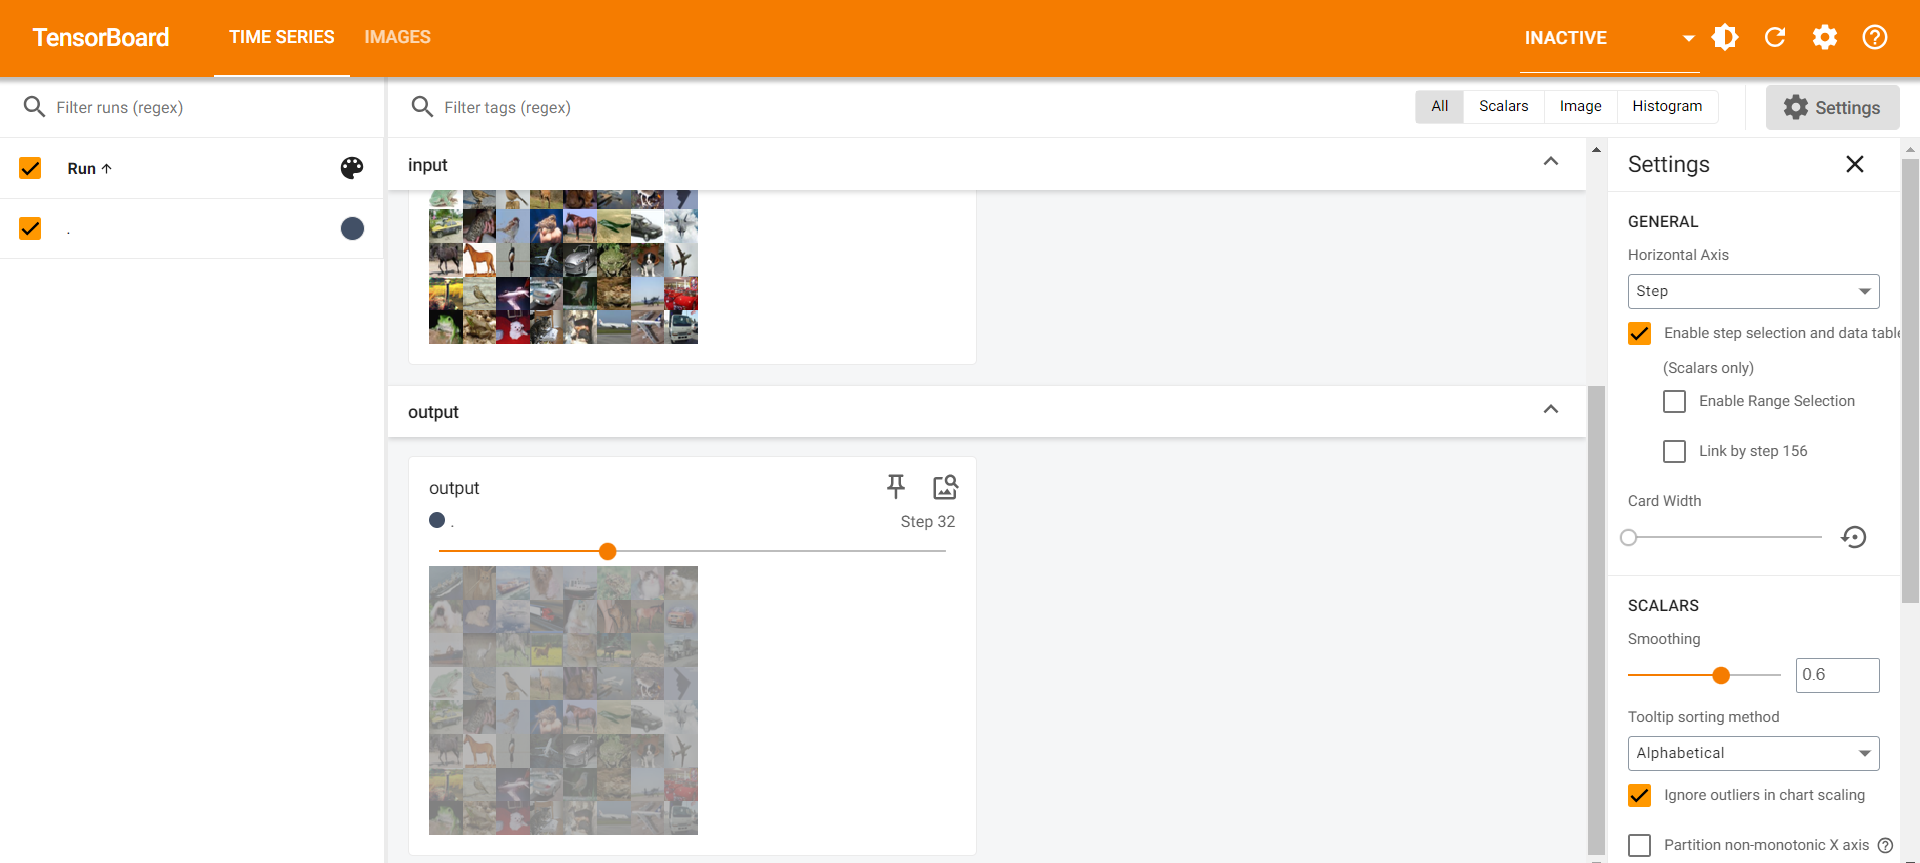 TensorBoard
TIME SERIES
IMAGES
INACTIVE
Filter runs (regex)
Filter tags (regex)
All
Scalars
Image
Histogram
Settings
Run
.
input
output
output
.
Step 32
Settings
GENERAL
Horizontal Axis
Step
Enable step selection and data table
(Scalars only)
Enable Range Selection
Link by step 156
Card Width
SCALARS
Smoothing
0.6
Tooltip sorting method
Alphabetical
Ignore outliers in chart scaling
Partition non-monotonic X axis